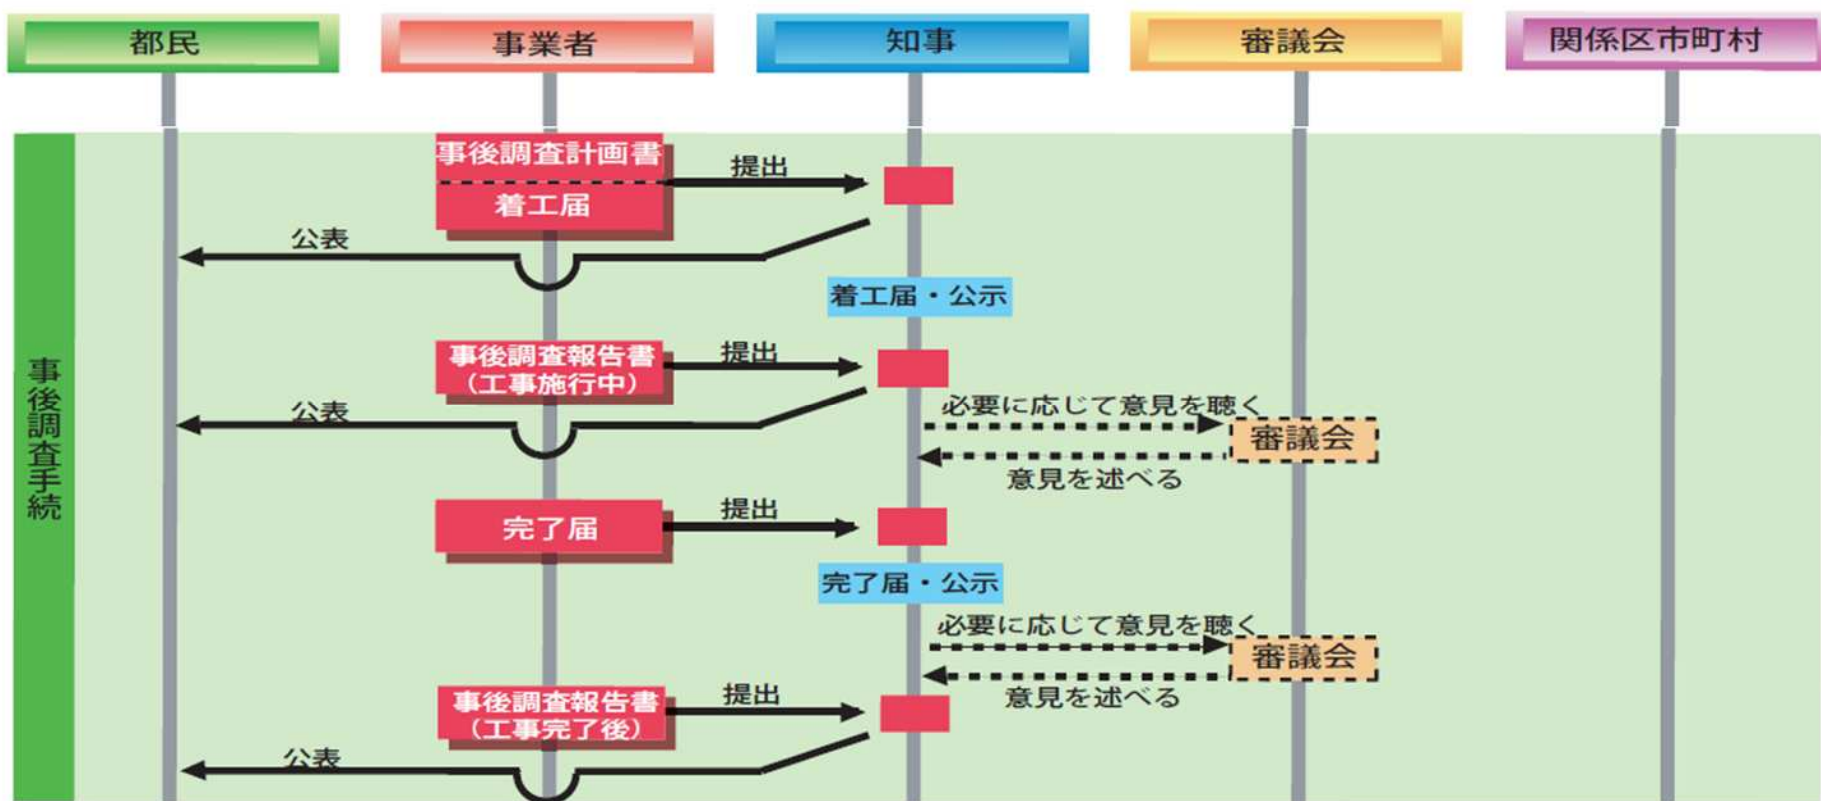 都民
事業者
知事
審議会
関係区市町村
事後調査手続
事後調査計画書
着工届
提出
公表
着工届・公示
事後調査報告書
（工事施行中）
提出
公表
必要に応じて意見を聴く
審議会
意見を述べる
完了届
提出
完了届・公示
必要に応じて意見を聴く
審議会
意見を述べる
事後調査報告書
（工事完了後）
提出
公表